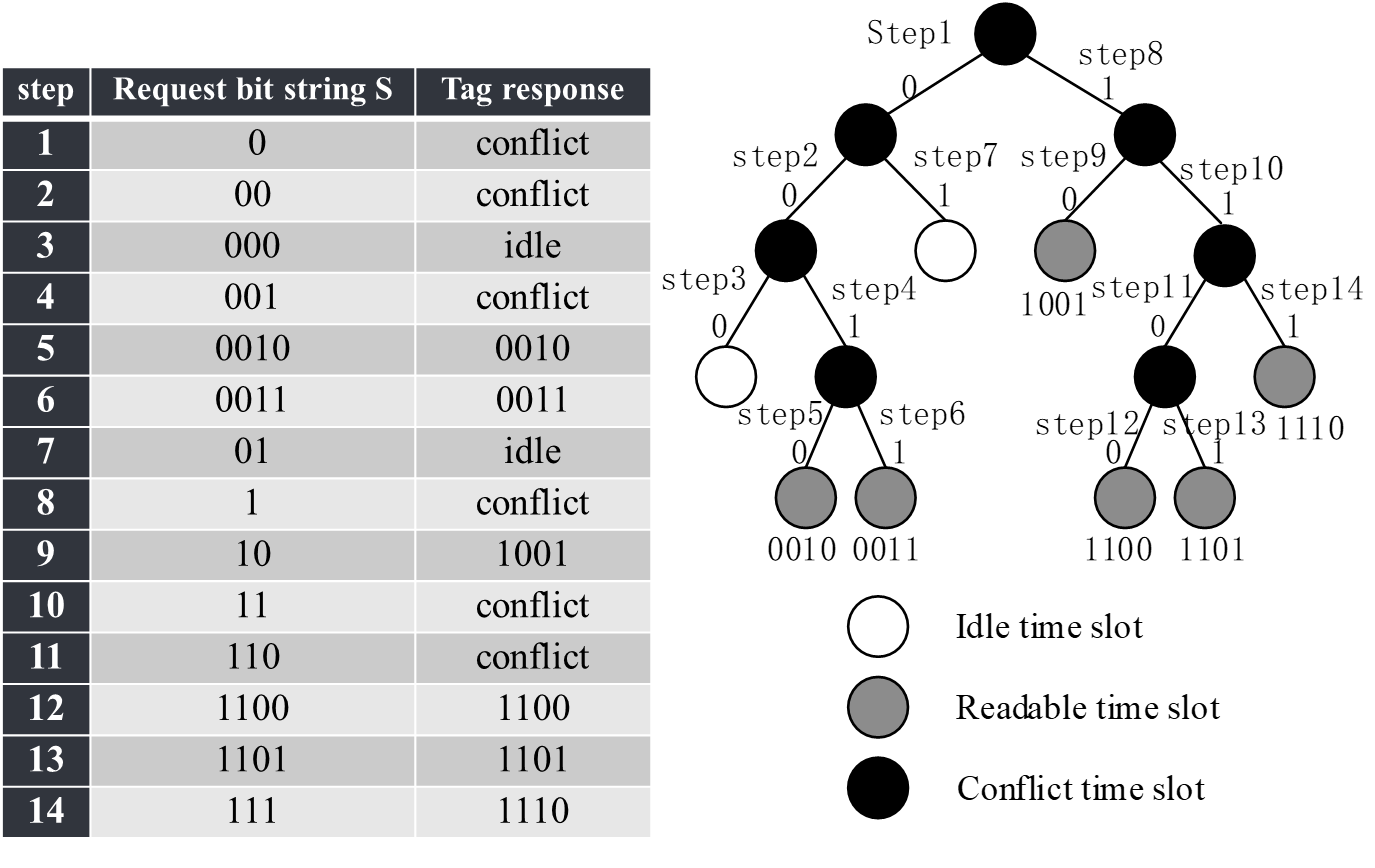 step Request bit string S Tag response
1 0 conflict
2 00 conflict
3 000 idle
4 001 conflict
5 0010 0010
6 0011 0011
7 01 idle
8 1 conflict
9 10 1001
10 11 conflict
11 110 conflict
12 1100 1100
13 1101 1101
14 111 1110
Step1 step8
0 1
step2 step7 step9 step10
0 1 0 1
step3 step4 1001 step11 step14
0 1 0 1
step5 step6 step12 step13 1110
0 1 0 1
0010 0011 1100 1101
Idle time slot
Readable time slot
Conflict time slot